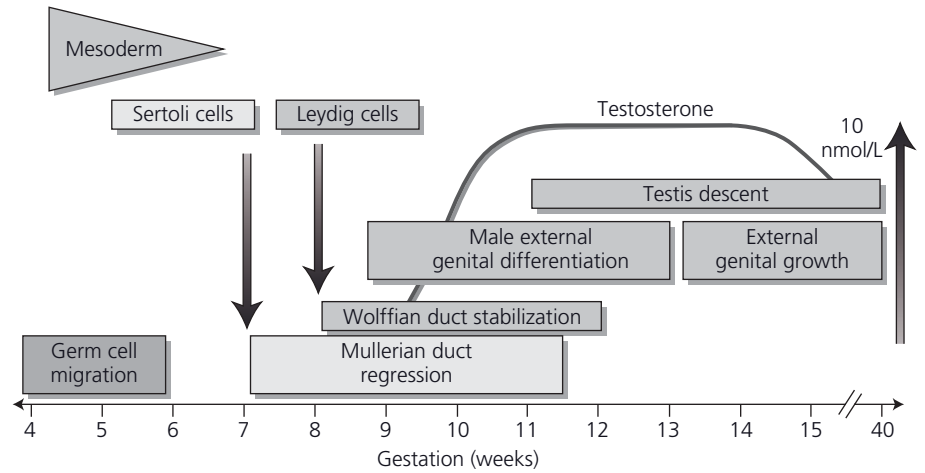 Mesoderm
Sertoli cells
Leydig cells
Testosterone
10
nmol/L
Testis descent
Male external
genital differentiation
External
genital growth
Wolffian duct stabilization
Germ cell
migration
Mullerian duct
regression
4 5 6 7 8 9 10 11 12 13 14 15 40
Gestation (weeks)